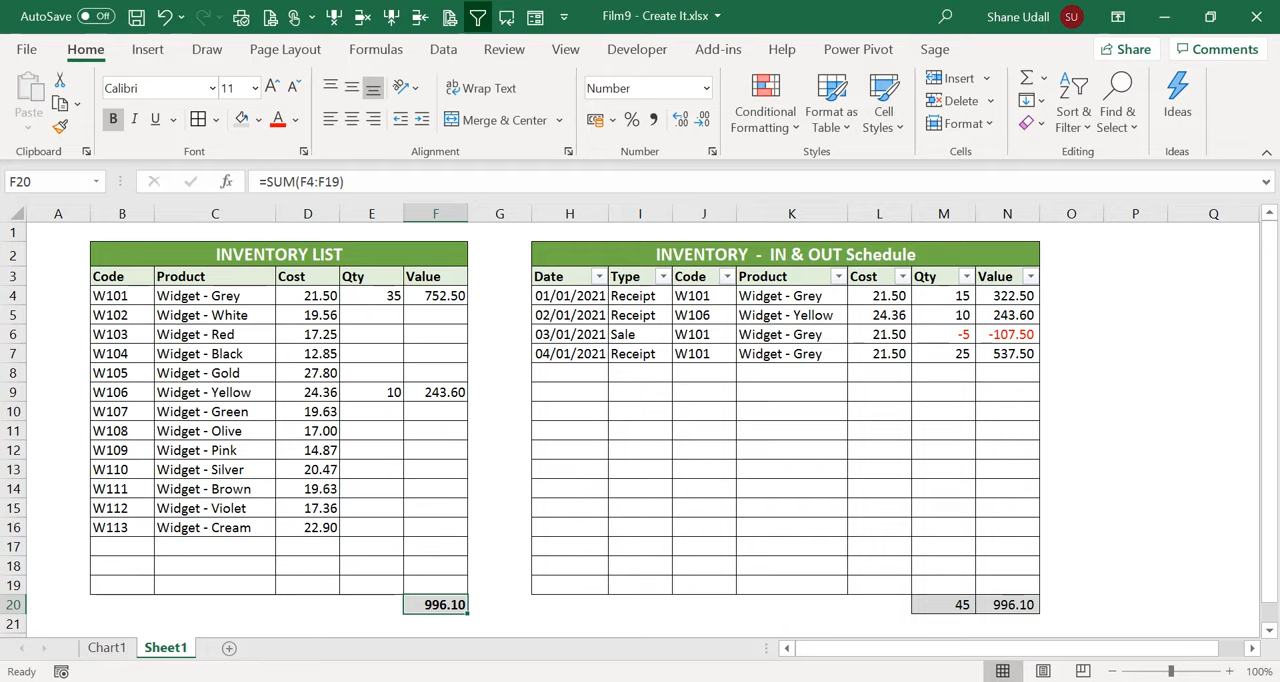 AutoSave Off Film9 - Create It.xlsx Shane Udall SU
File Home Insert Draw Page Layout Formulas Data Review View Developer Add-ins Help Power Pivot Sage Share Comments
Paste
Clipboard
Calibri 11 A A
B I U A
Font
Wrap Text
Merge & Center
Alignment
Number
% 9 .00
Number
Conditional Formatting
Format as Table
Cell Styles
Styles
Insert
Delete
Format
Cells
Sort & Filter
Find & Select
Editing
Ideas
Ideas
F20 fx =SUM(F4:F19)
A B C D E F G H I J K L M N O P Q
1
2 INVENTORY LIST INVENTORY - IN & OUT Schedule
3 Code Product Cost Qty Value Date Type Code Product Cost Qty Value
4 W101 Widget - Grey 21.50 35 752.50 01/01/2021 Receipt W101 Widget - Grey 21.50 15 322.50
5 W102 Widget - White 19.56 02/01/2021 Receipt W106 Widget - Yellow 24.36 10 243.60
6 W103 Widget - Red 17.25 03/01/2021 Sale W101 Widget - Grey 21.50 -5 -107.50
7 W104 Widget - Black 12.85 04/01/2021 Receipt W101 Widget - Grey 21.50 25 537.50
8 W105 Widget - Gold 27.80
9 W106 Widget - Yellow 24.36 10 243.60
10 W107 Widget - Green 19.63
11 W108 Widget - Olive 17.00
12 W109 Widget - Pink 14.87
13 W110 Widget - Silver 20.47
14 W111 Widget - Brown 19.63
15 W112 Widget - Violet 17.36
16 W113 Widget - Cream 22.90
17
18
19
20 996.10 45 996.10
21
Chart1 Sheet1
Ready 100%